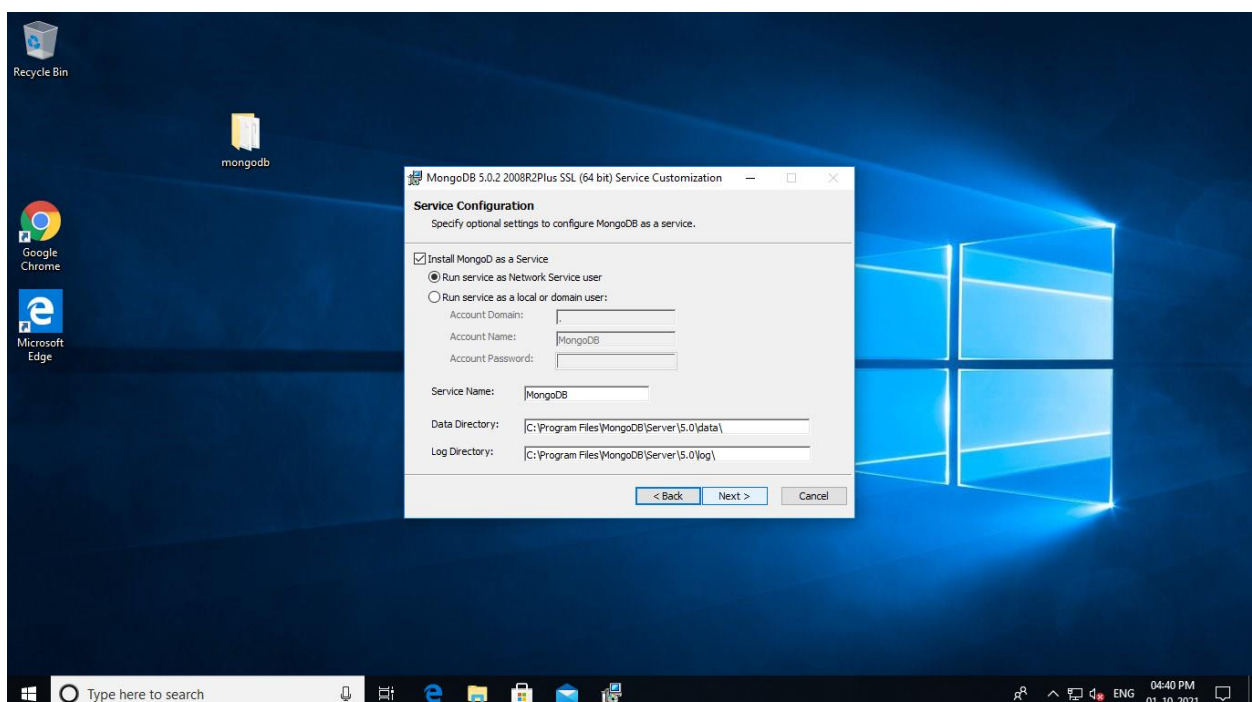 Recycle Bin
mongodb
Google
Chrome
Microsoft
Edge
MongoDB 5.0.2 2008R2Plus SSL (64 bit) Service Customization
Service Configuration
Specify optional settings to configure MongoDB as a service.
Install MongoD as a Service
Run service as Network Service user
Run service as a local or domain user:
Account Domain: .
Account Name: MongoDB
Account Password:
Service Name: MongoDB
Data Directory: C:\Program Files\MongoDB\Server\5.0\data\
Log Directory: C:\Program Files\MongoDB\Server\5.0\log\
< Back Next > Cancel
Type here to search
ENG
04:40 PM
01-10-2021